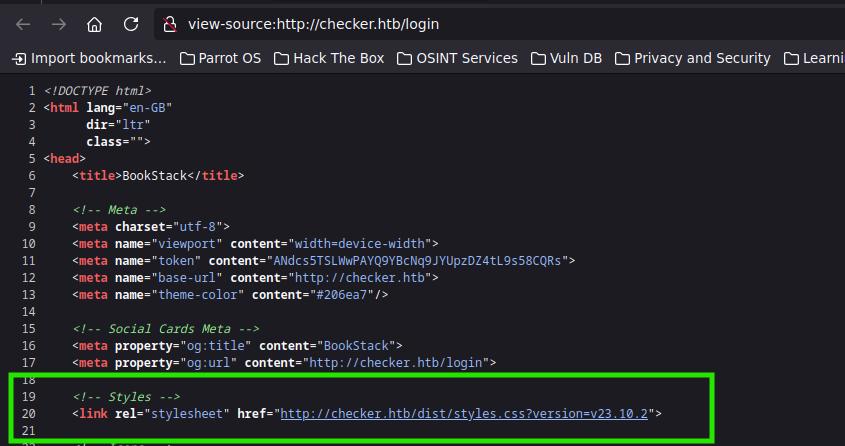 view-source:http://checker.htb/login
Import bookmarks... Parrot OS Hack The Box OSINT Services Vuln DB Privacy and Security Learni
1 <!DOCTYPE html>
2 <html lang="en-GB"
3 dir="ltr"
4 class="">
5 <head>
6 <title>BookStack</title>
7
8 <!-- Meta -->
9 <meta charset="utf-8">
10 <meta name="viewport" content="width=device-width">
11 <meta name="token" content="ANdcs5TSLWwPAYQ9YBcNq9JYUpzDZ4tL9s58CQRs">
12 <meta name="base-url" content="http://checker.htb">
13 <meta name="theme-color" content="#206ea7"/>
14
15 <!-- Social Cards Meta -->
16 <meta property="og:title" content="BookStack">
17 <meta property="og:url" content="http://checker.htb/login">
18
19 <!-- Styles -->
20 <link rel="stylesheet" href="http://checker.htb/dist/styles.css?version=v23.10.2">
21